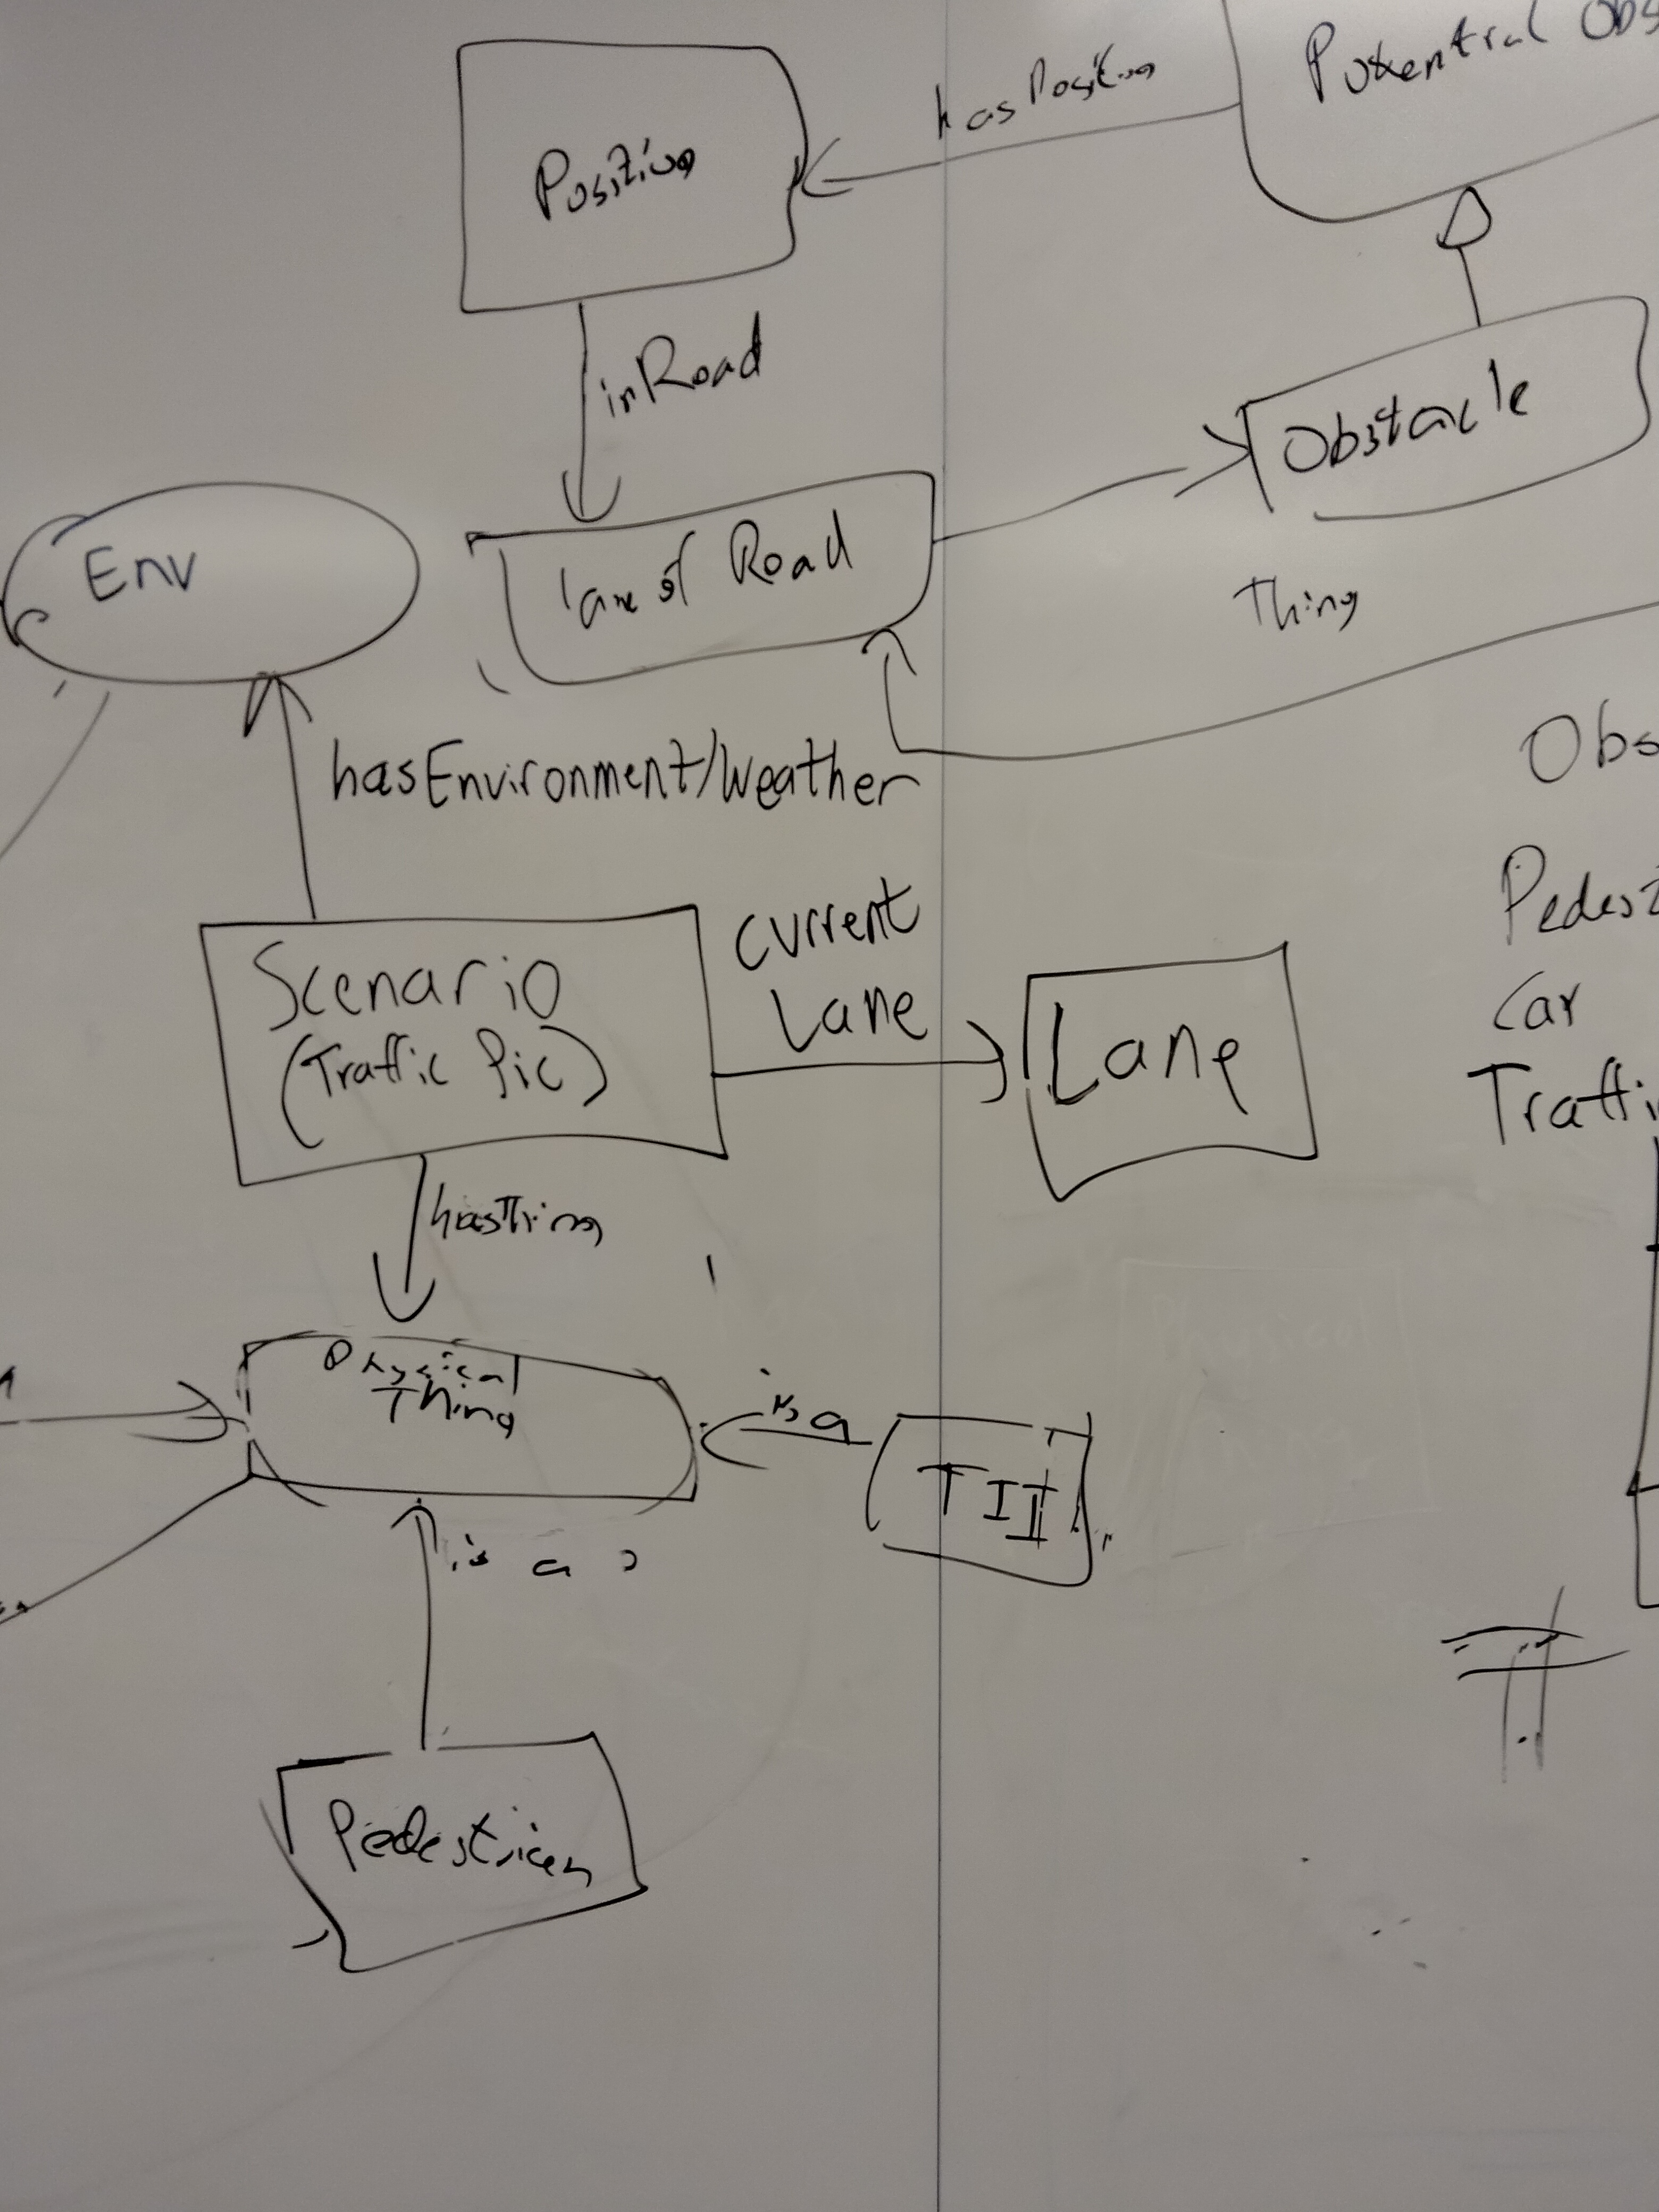 Potential Obs
hasPosition
Position
inRoad
Obstacle
lane of Road
Env
Thing
hasEnvironment/Weather
Obs
Pedest
Car
Traffi
Current
Lane
Scenario
(Traffic Pic)
Lane
hasThing
Physical
Thing
is a
is a
Pedestrian